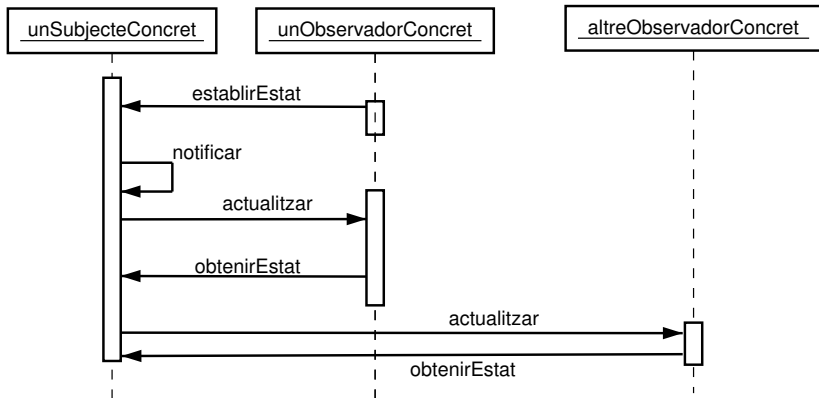 unSubjecteConcret
unObservadorConcret
altreObservadorConcret
establirEstat
notificar
actualitzar
obtenirEstat
actualitzar
obtenirEstat